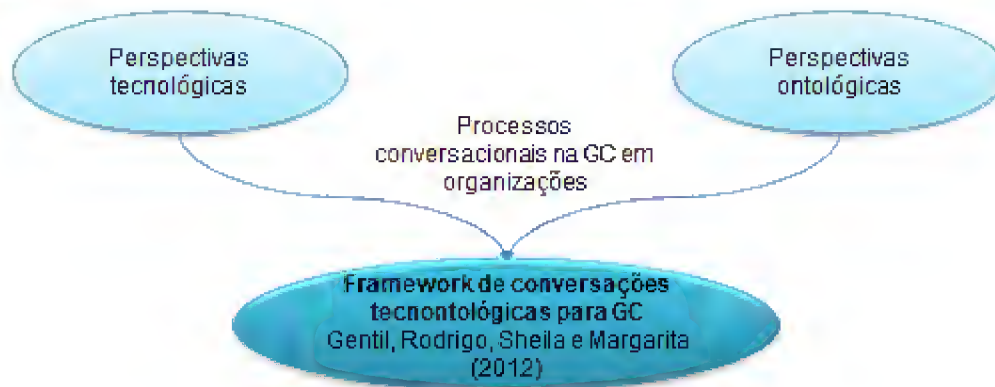 Perspectivas
tecnológicas
Perspectivas
ontológicas
Processos
conversacionais na GC em
organizações
Framework de conversações
tecnontológicas para GC
Gentil, Rodrigo, Sheila e Margarita
(2012)